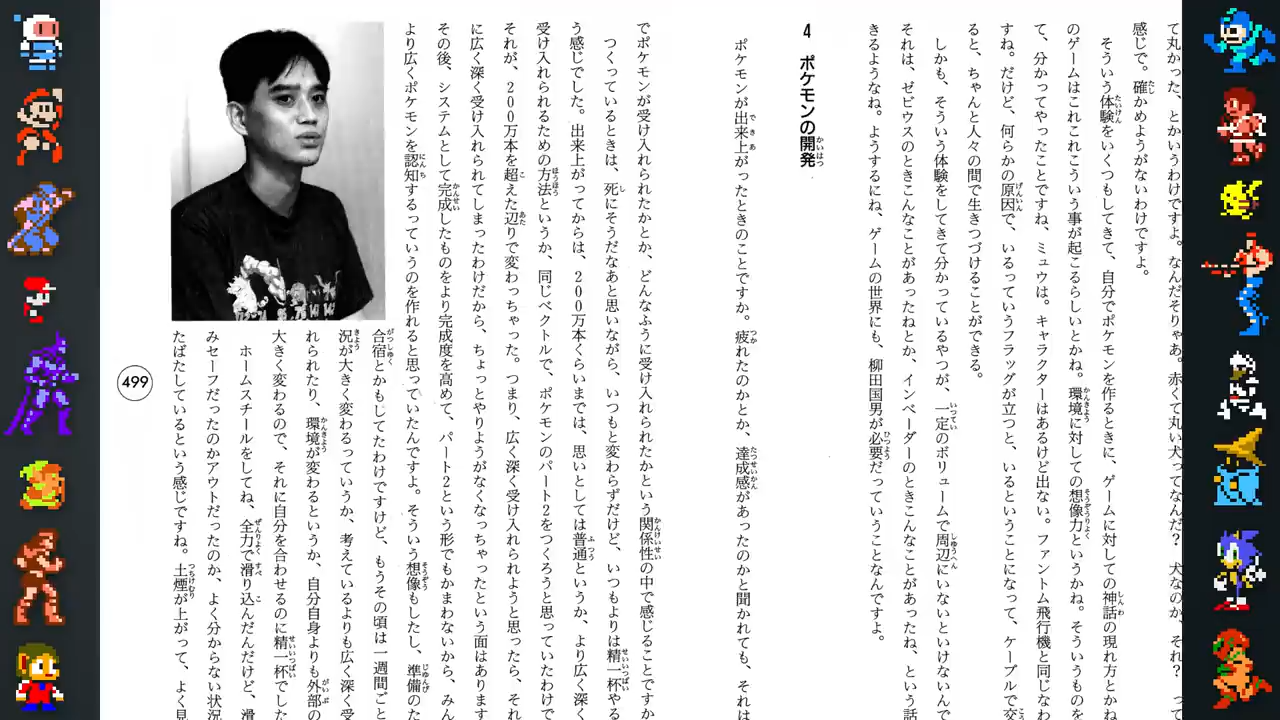 て丸かった、とかいうわけですよ。なんだそりゃあ。赤くて丸い犬ってなんだ？　犬なのか、それ？　って
感じで。確かめようがないわけですよ。
そういう体験をいくつもしてきて、自分でポケモンを作るときに、ゲームに対しての神話の現れ方とかね
のゲームはこれこれこういう事が起こるらしいとかね。環境に対しての想像力というかね。そういうものを
て、分かってやったことですね、ミュウは。キャラクターはあるけど出ない。ファントム飛行機と同じなわ
すね。だけど、何らかの原因で、いるっていうフラッグが立つと、いるということになって、ケーブルで交
ると、ちゃんと人々の間で生きつづけることができる。
しかも、そういう体験をしてきて分かっているやつが、一定のボリュームで周辺にいないといけないんで
それは、ゼビウスのときこんなことがあったねとか、インベーダーのときこんなことがあったね、という話
きるようなね。ようするにね、ゲームの世界にも、柳田国男が必要だっていうことなんですよ。
4 ポケモンの開発
ポケモンが出来上がったときのことですか。疲れたのかとか、達成感があったのかと聞かれても、それは
でポケモンが受け入れられたかとか、どんなふうに受け入れられたかという関係性の中で感じることですか
つくっているときは、死にそうだなあと思いながら、いつもと変わらずだけど、いつもよりは精一杯やる
う感じでした。出来上がってからは、200万本くらいまでは、思いとしては普通というか、より広く深く
受け入れられるための方法というか、同じベクトルで、ポケモンのパート2をつくろうと思っていたわけで
それが、200万本を超えた辺りで変わっちゃった。つまり、広く深く受け入れられようと思ったら、それ
に広く深く受け入れられてしまったわけだから、ちょっとやりようがなくなっちゃったという面はあります
その後、システムとして完成したものをより完成度を高めて、パート2という形でもかまわないから、みん
より広くポケモンを認知するっていうのを作れると思っていたんですよ。そういう想像もしたし、準備のた
合宿とかもしてたわけですけど、もうその頃は一週間ごと
況が大きく変わるっていうか、考えているよりも広く深く受
れられたり、環境が変わるというか、自分自身よりも外部の
大きく変わるので、それに自分を合わせるのに精一杯でした
ホームスチールをしてね、全力で滑り込んだんだけど、滑
みセーフだったのかアウトだったのか、よく分からない状況
たばたしているという感じですね。土煙が上がって、よく見
499